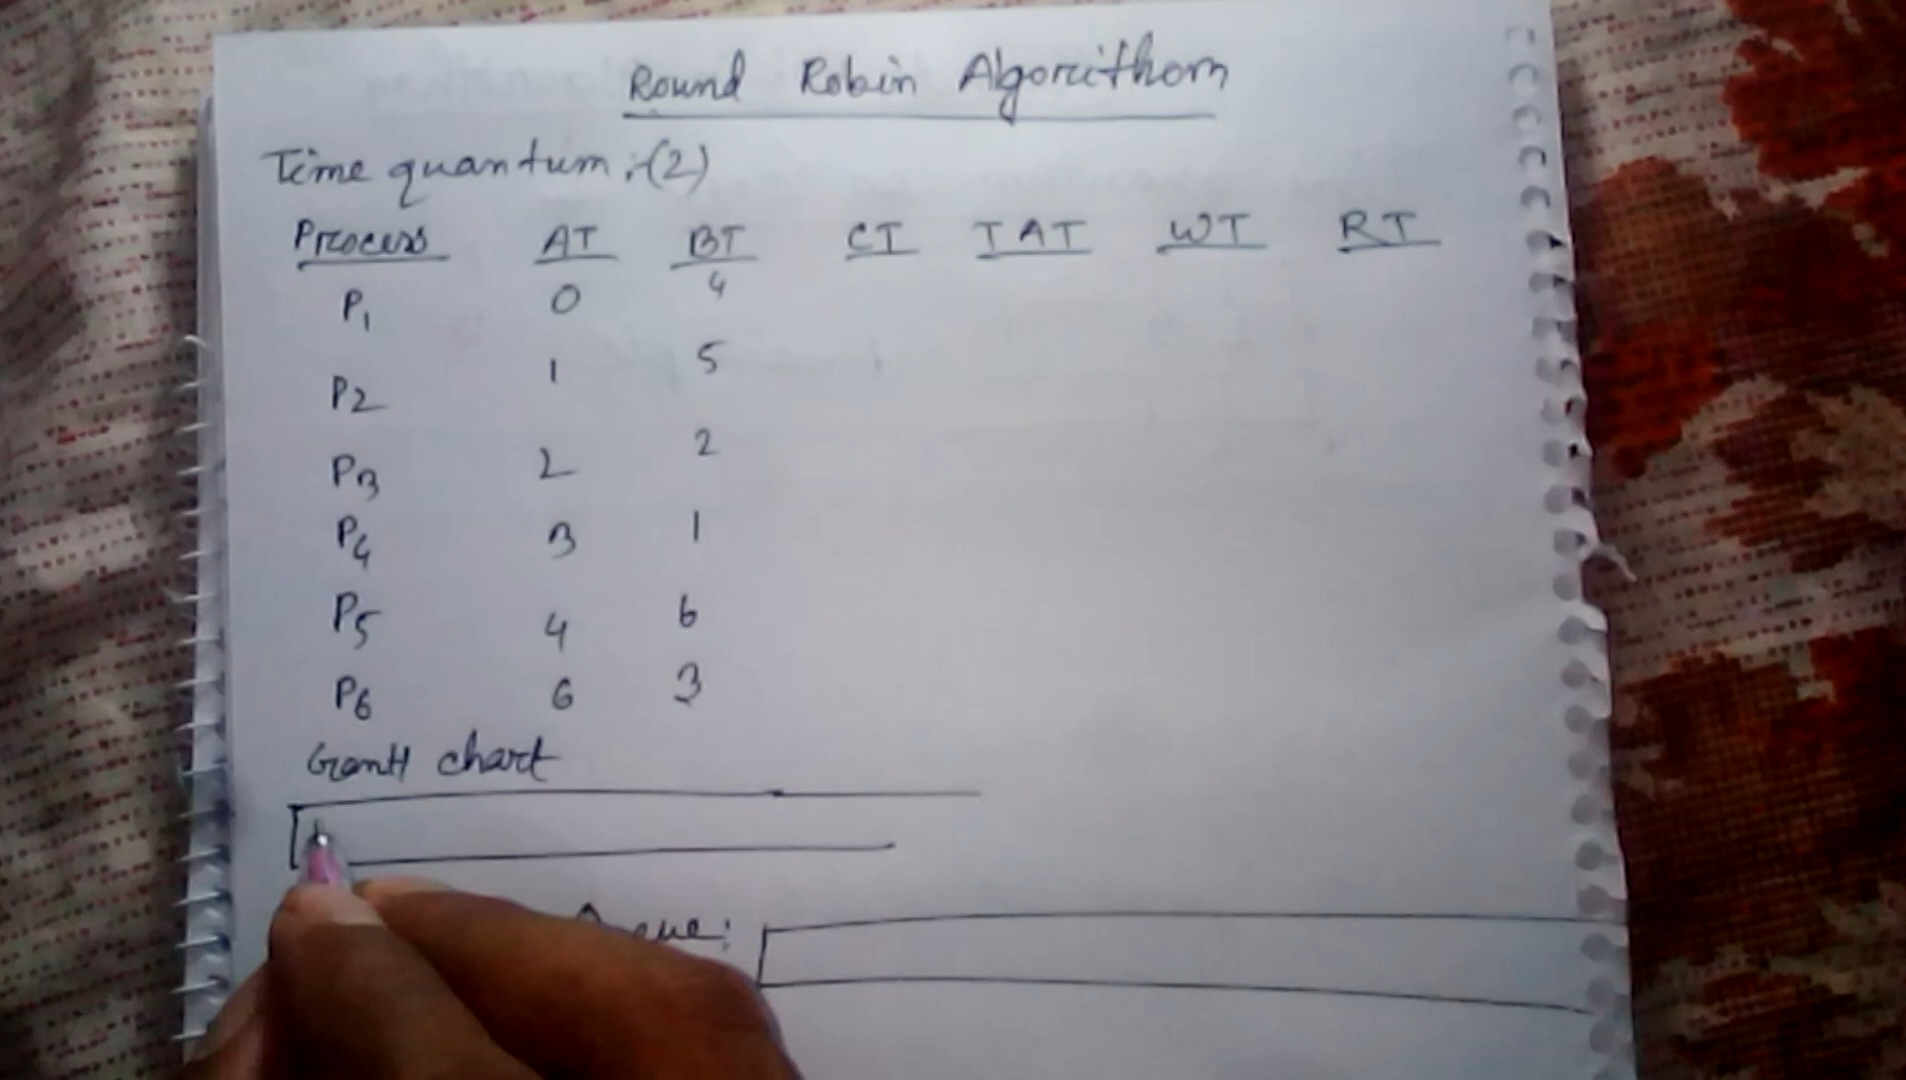 Round Robin Algorithom
Time quantum :-(2)
Process AT BT CT TAT WT RT
P1 0 4
P2 1 5
P3 2 2
P4 3 1
P5 4 6
P6 6 3
Gantt chart